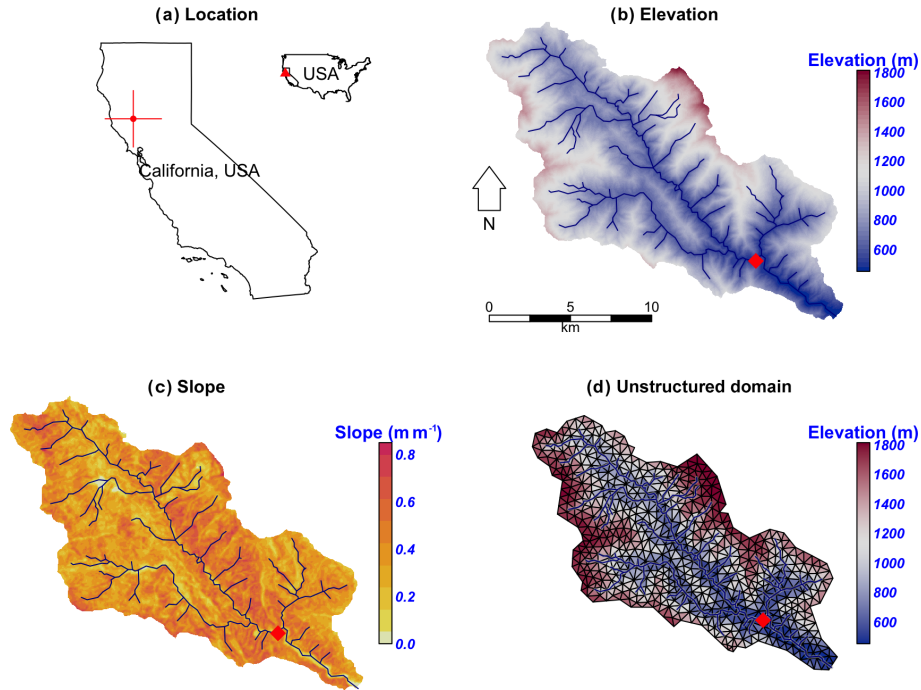 (a) Location
USA
California, USA
(b) Elevation
Elevation (m)
1800
1600
1400
1200
1000
800
600
N
0 5 10
km
(c) Slope
Slope (m m⁻¹)
0.8
0.6
0.4
0.2
0.0
(d) Unstructured domain
Elevation (m)
1800
1600
1400
1200
1000
800
600